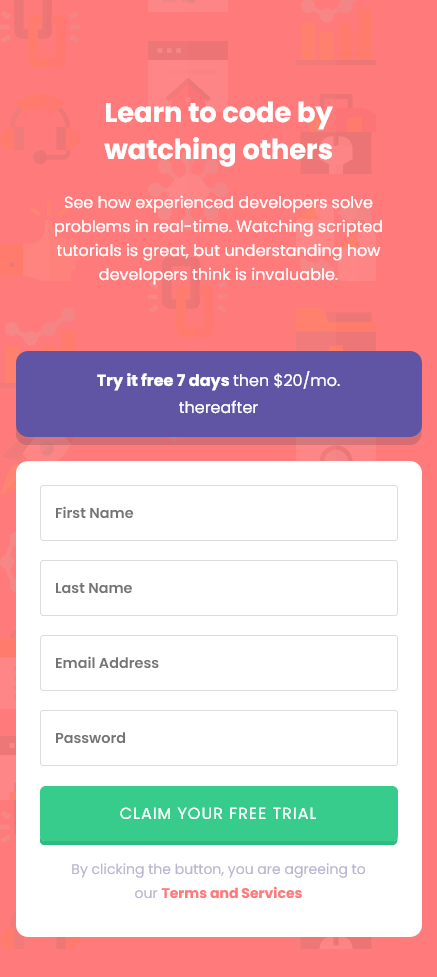 Learn to code by
watching others
See how experienced developers solve
problems in real-time. Watching scripted
tutorials is great, but understanding how
developers think is invaluable.
Try it free 7 days then $20/mo.
thereafter
First Name
Last Name
Email Address
Password
CLAIM YOUR FREE TRIAL
By clicking the button, you are agreeing to
our Terms and Services